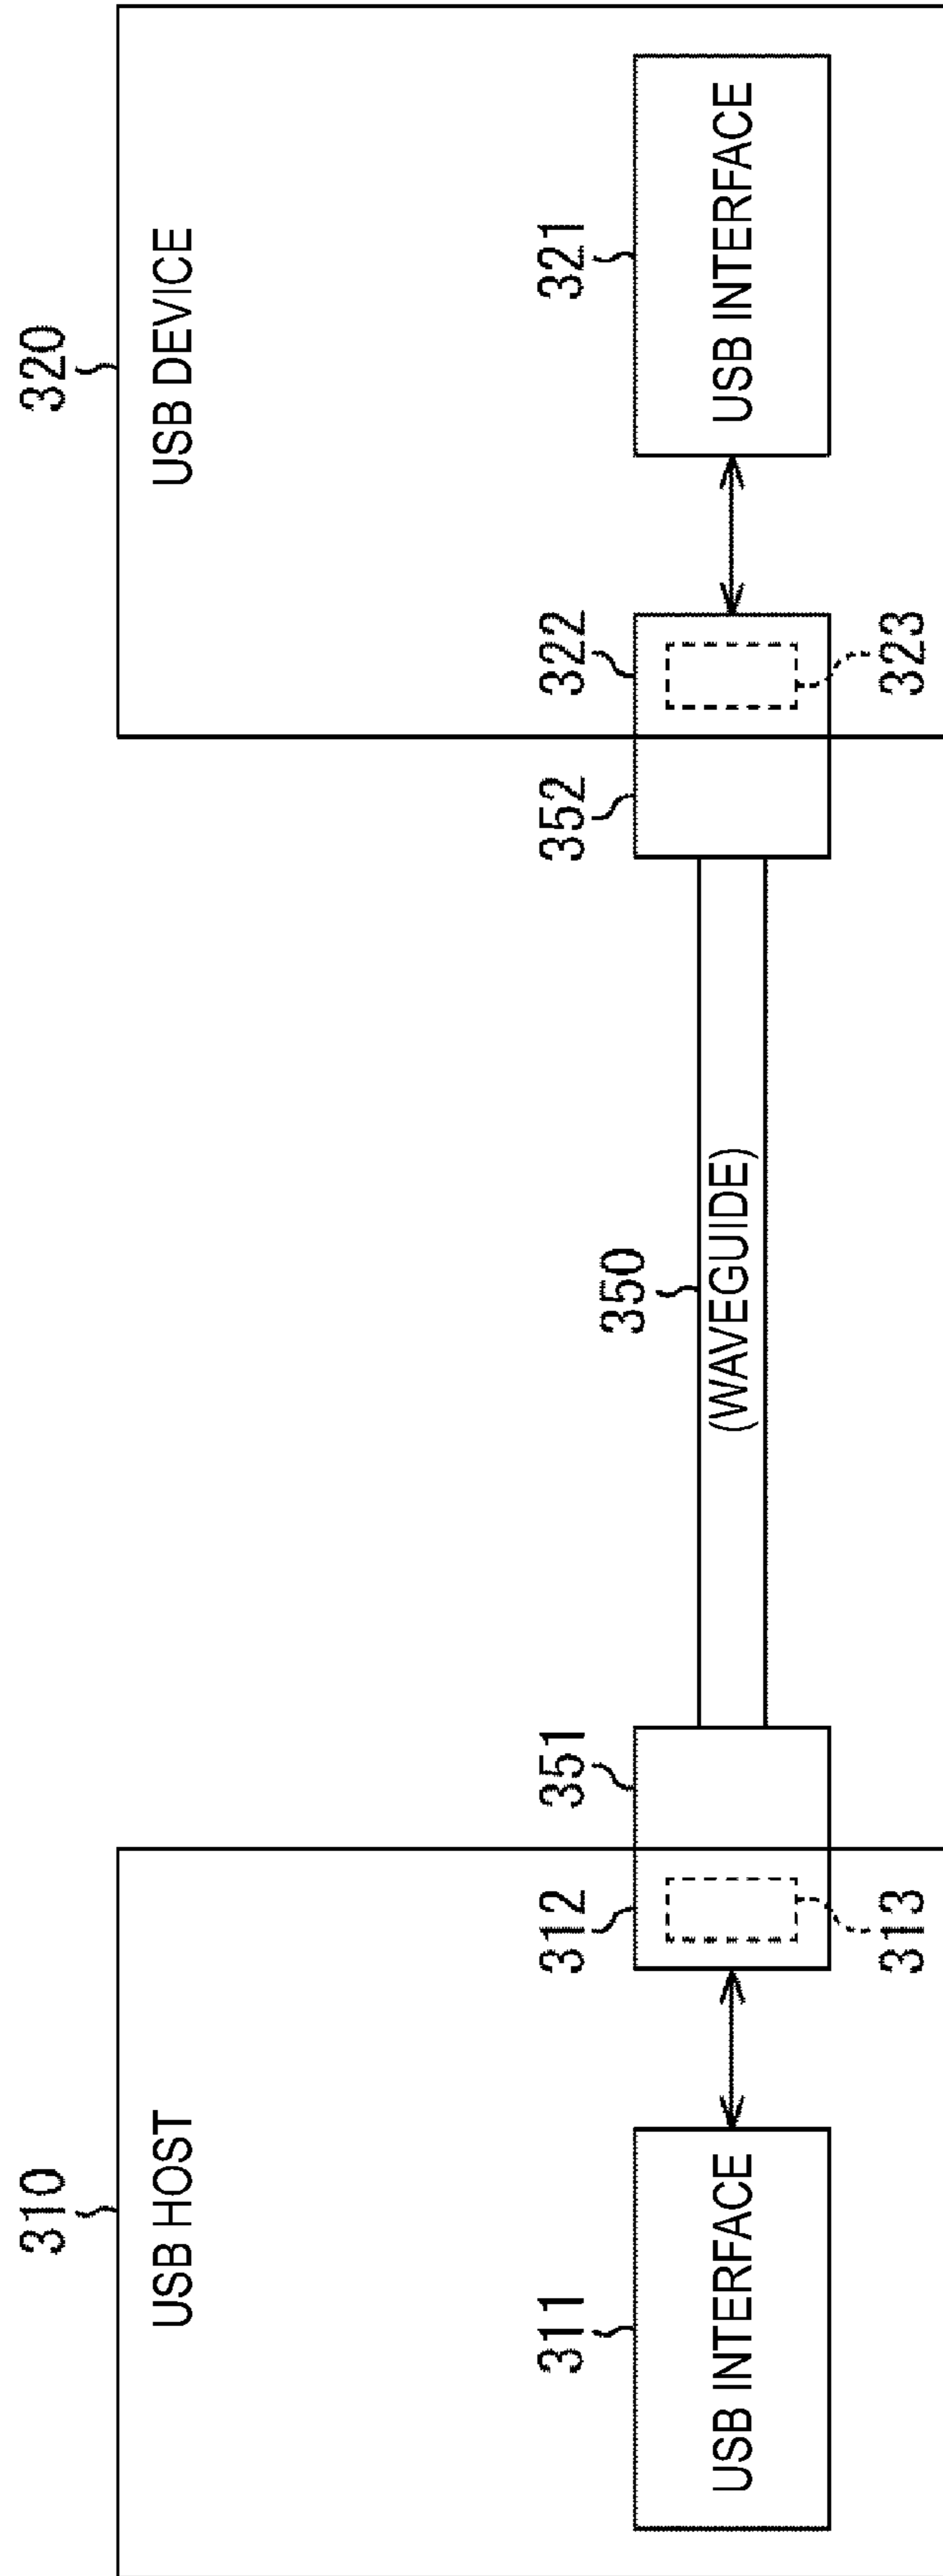 310
USB HOST
320
USB DEVICE
311
USB INTERFACE
312
313
351
350
(WAVEGUIDE)
352
322
323
321
USB INTERFACE